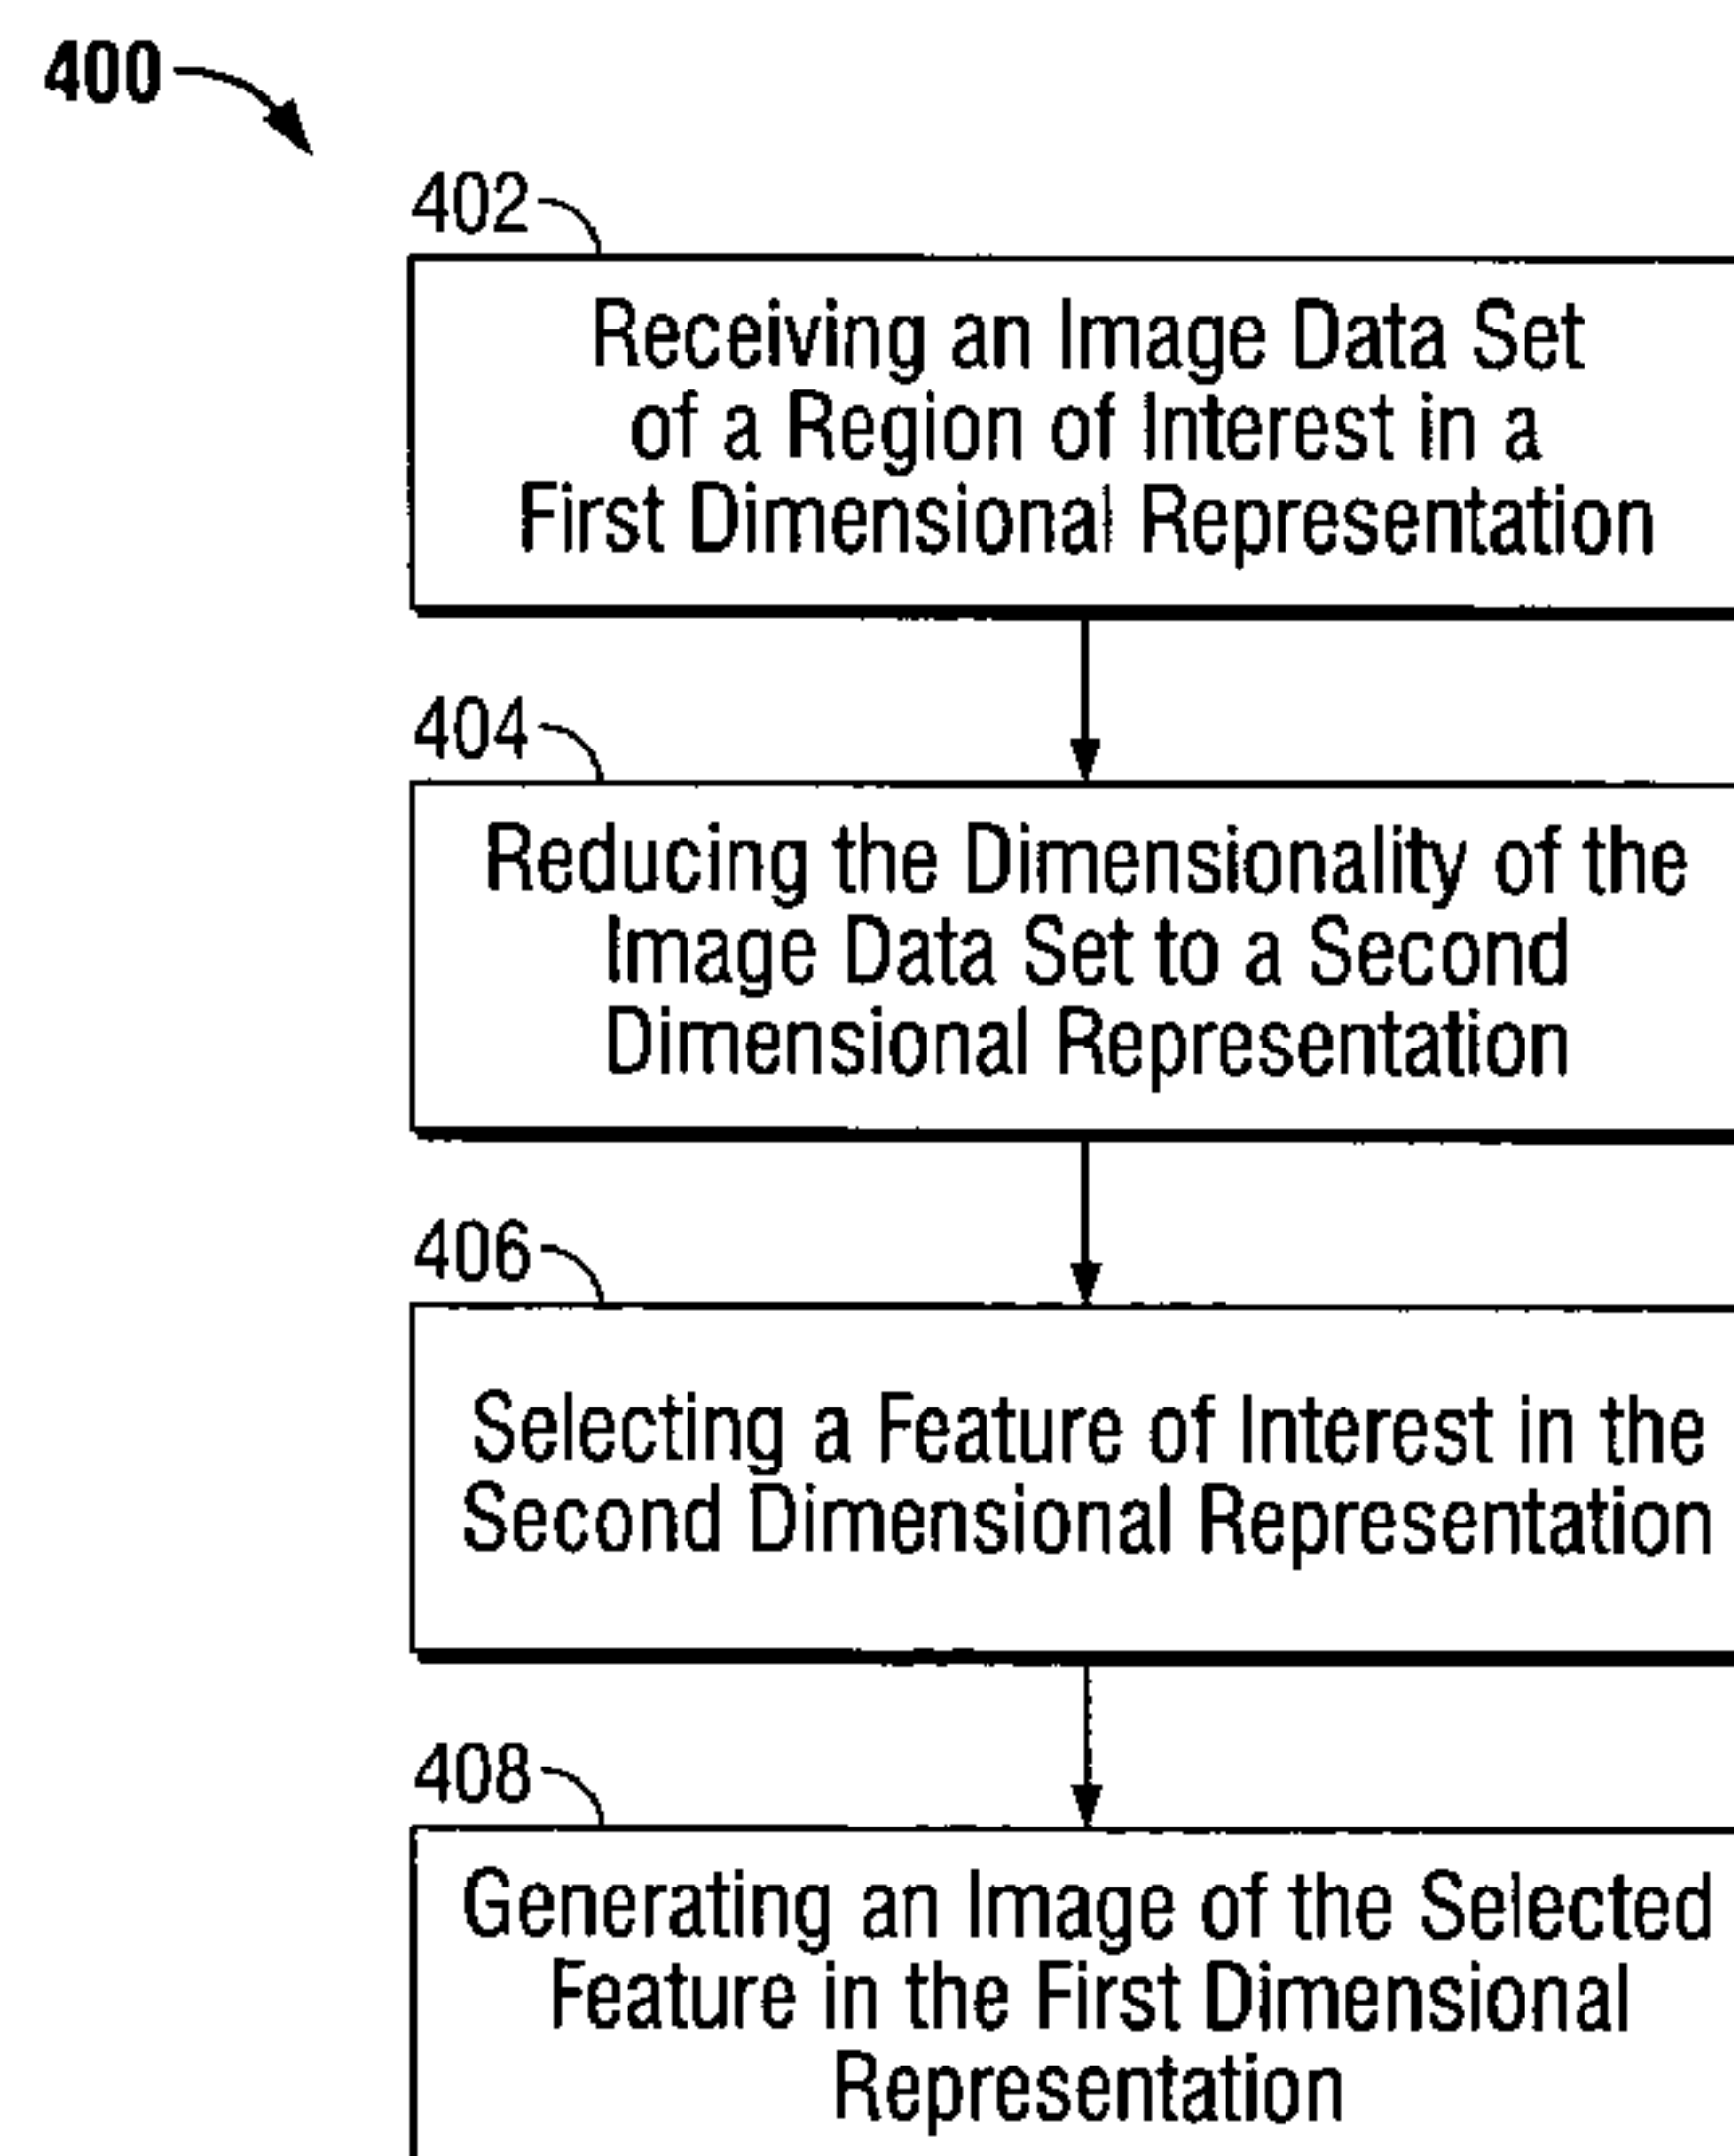 400
402
Receiving an Image Data Set
of a Region of Interest in a
First Dimensional Representation
404
Reducing the Dimensionality of the
Image Data Set to a Second
Dimensional Representation
406
Selecting a Feature of Interest in the
Second Dimensional Representation
408
Generating an Image of the Selected
Feature in the First Dimensional
Representation